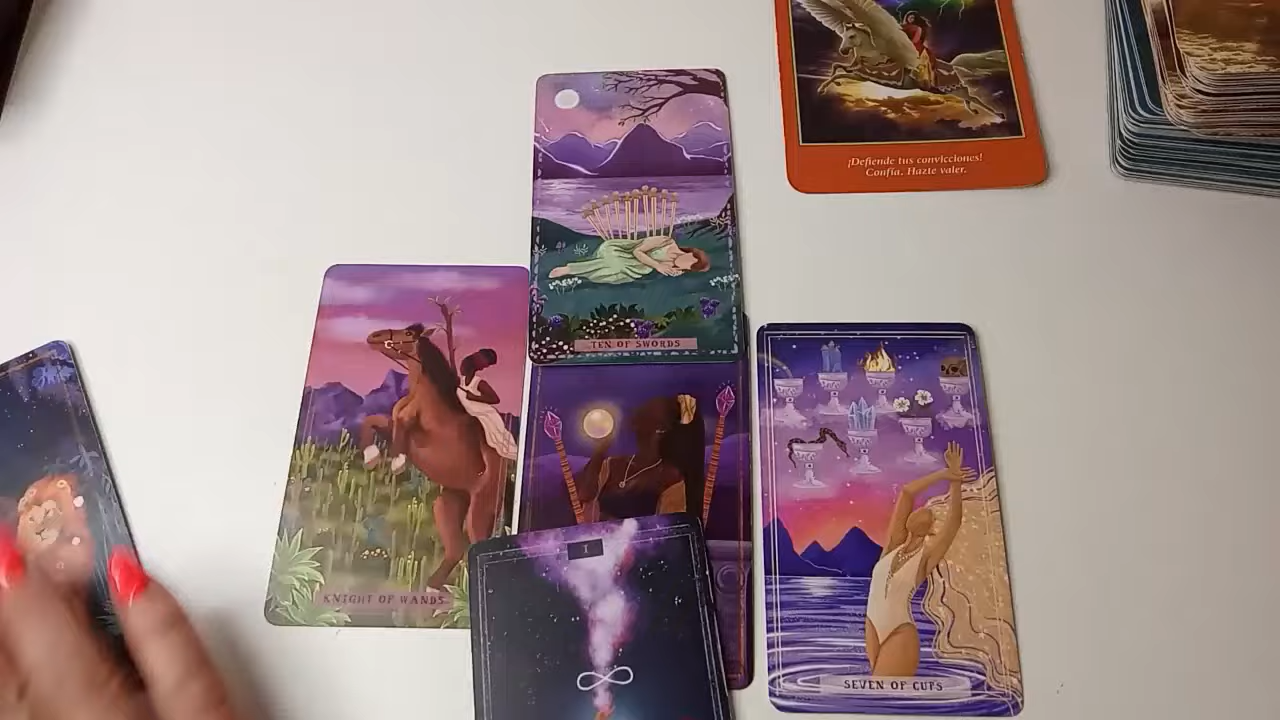 ¡Defiende tus convicciones!
Confía. Hazte valer.
TEN OF SWORDS
KNIGHT OF WANDS
I
SEVEN OF CUPS